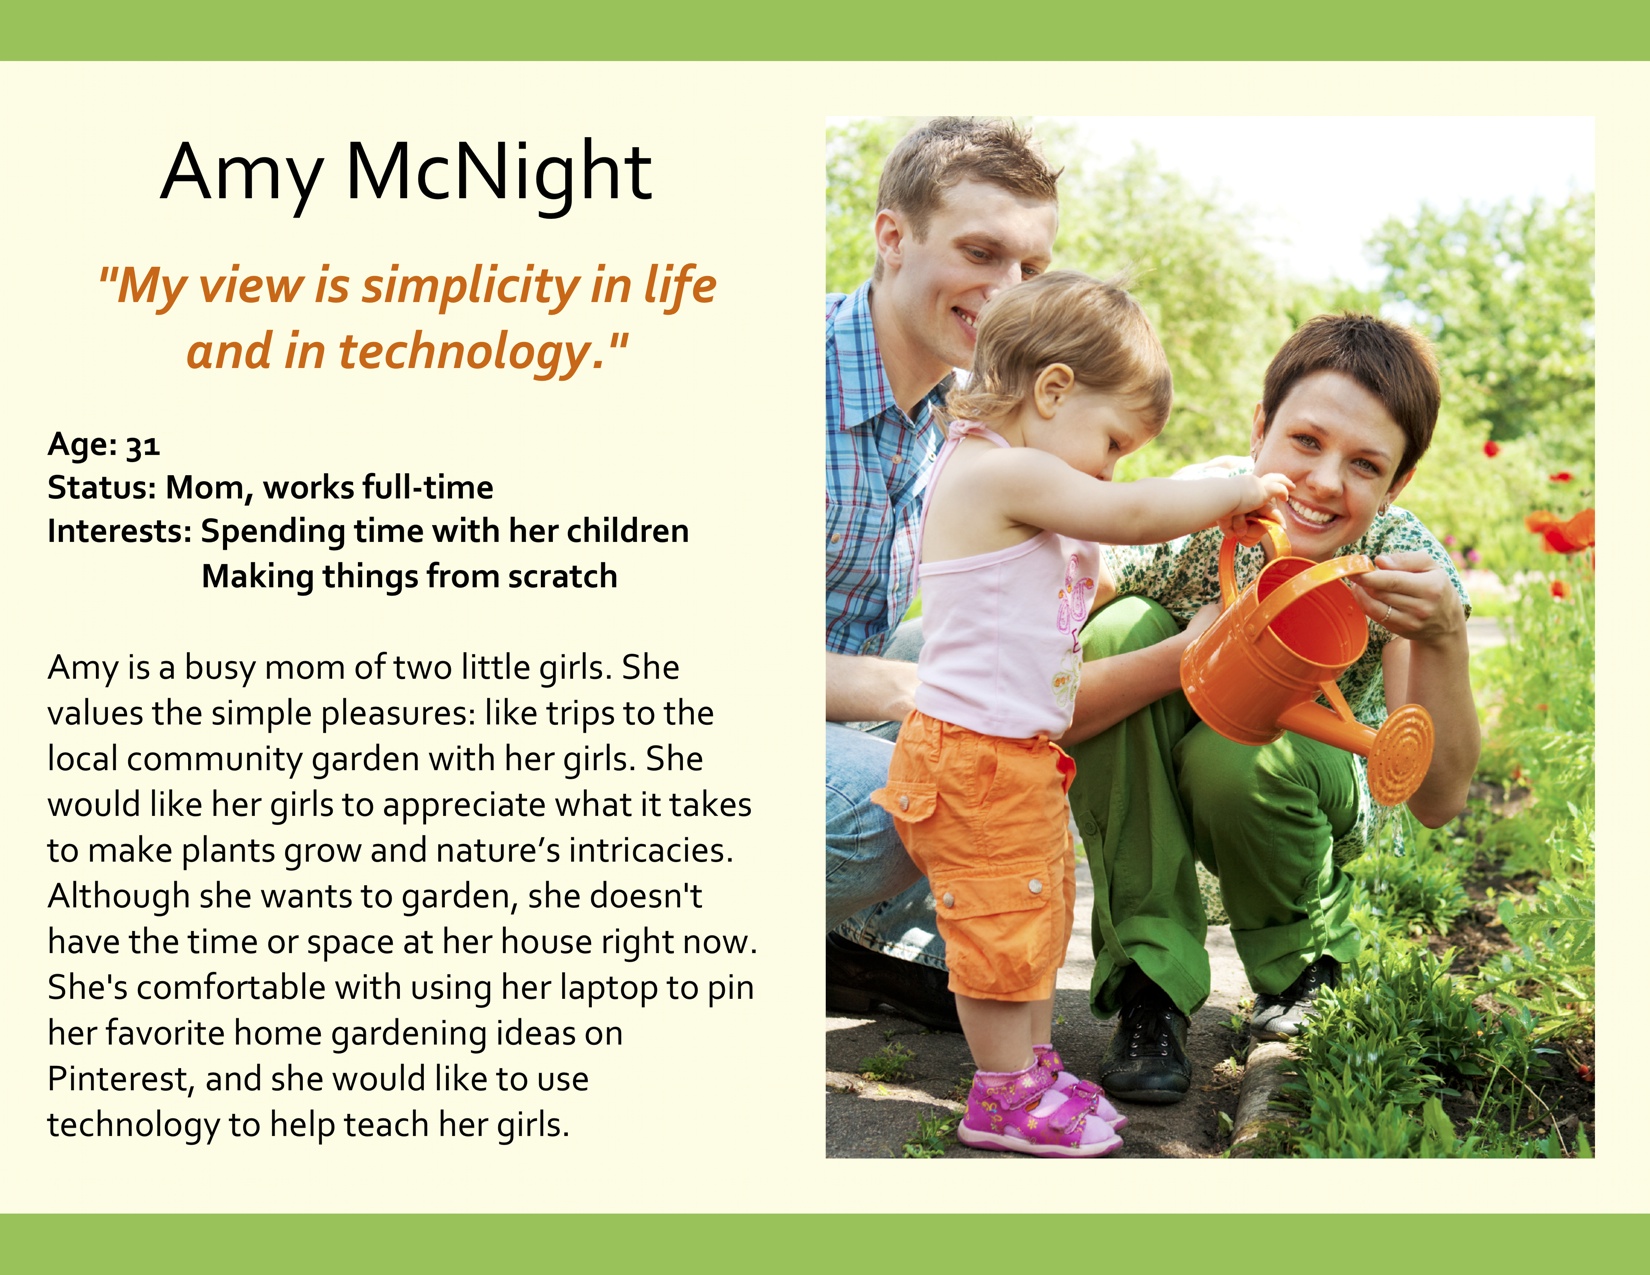 Amy McNight
"My view is simplicity in life
and in technology."
Age: 31
Status: Mom, works full-time
Interests: Spending time with her children
Making things from scratch
Amy is a busy mom of two little girls. She
values the simple pleasures: like trips to the
local community garden with her girls. She
would like her girls to appreciate what it takes
to make plants grow and nature’s intricacies.
Although she wants to garden, she doesn't
have the time or space at her house right now.
She's comfortable with using her laptop to pin
her favorite home gardening ideas on
Pinterest, and she would like to use
technology to help teach her girls.